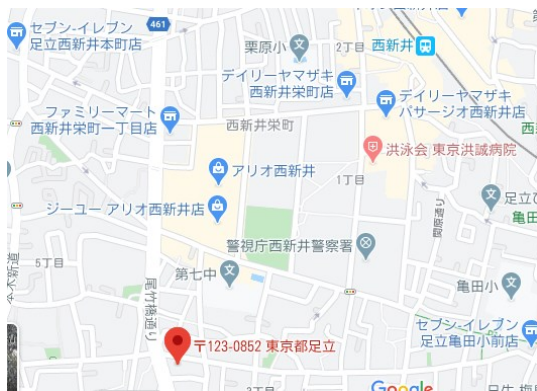 セブン-イレブン
足立西新井本町店
461
栗原小
2丁目
西新井
デイリーヤマザキ
西新井栄町店
デイリーヤマザキ
パサージオ西新井店
ファミリーマート
西新井栄町一丁目店
西新井栄町
洪泳会 東京洪誠病院
アリオ西新井
1丁目
ジーユー アリオ西新井店
足立
関原通り
亀田
警視庁西新井警察署
5丁目
第七中
尾竹橋通り
亀田小
〒123-0852 東京都足立
セブン-イレブン
足立亀田小前店
3丁目
Google